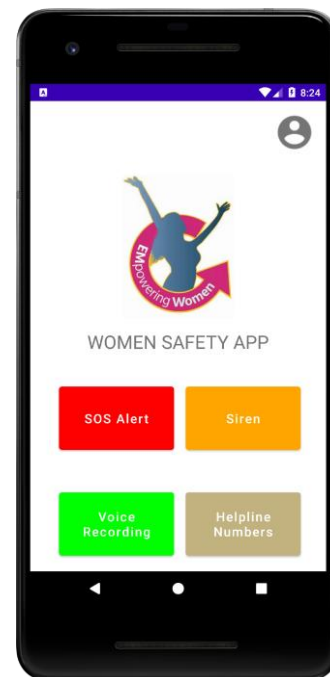 8:24
EMpowering Women
WOMEN SAFETY APP
SOS Alert
Siren
Voice
Recording
Helpline
Numbers